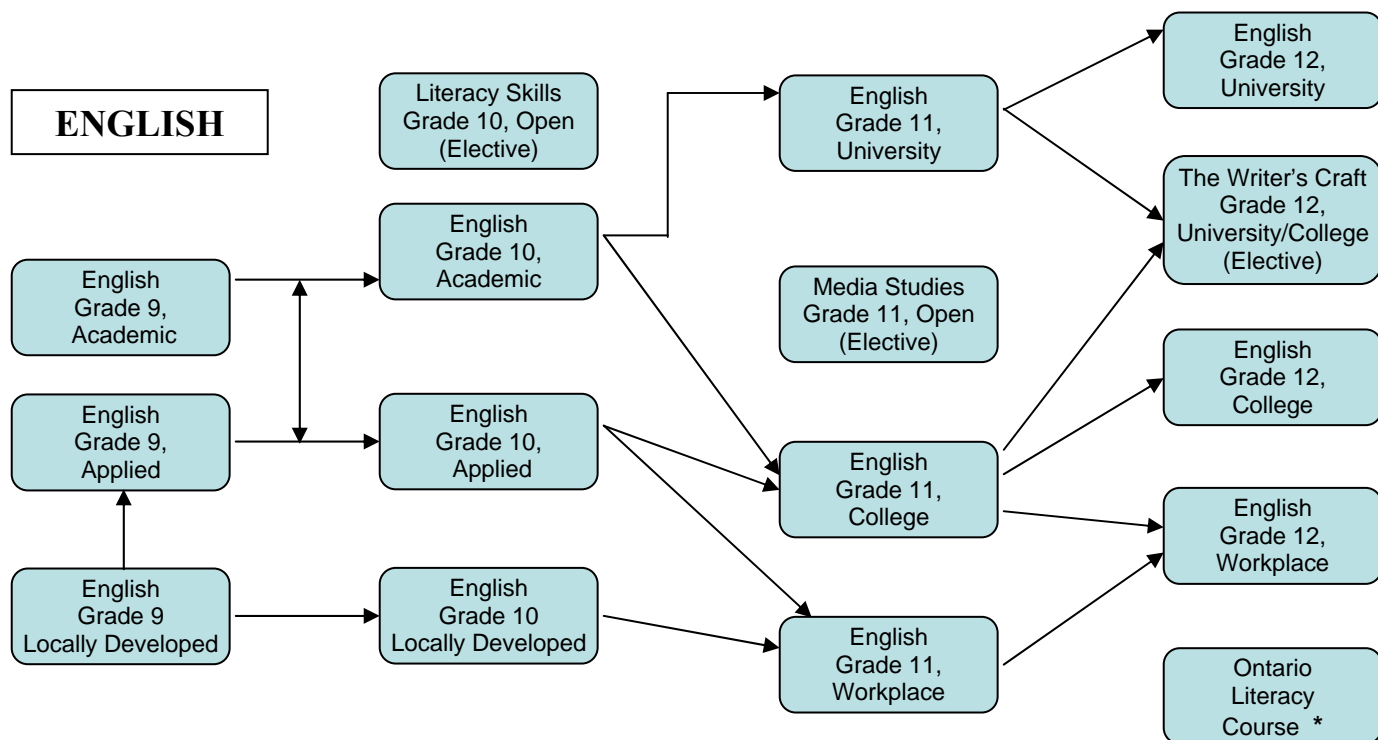 ENGLISH
English
Grade 9,
Academic
English
Grade 9,
Applied
English
Grade 9
Locally Developed
Literacy Skills
Grade 10, Open
(Elective)
English
Grade 10,
Academic
English
Grade 10,
Applied
English
Grade 10
Locally Developed
English
Grade 11,
University
Media Studies
Grade 11, Open
(Elective)
English
Grade 11,
College
English
Grade 11,
Workplace
English
Grade 12,
University
The Writer’s Craft
Grade 12,
University/College
(Elective)
English
Grade 12,
College
English
Grade 12,
Workplace
Ontario
Literacy
Course *